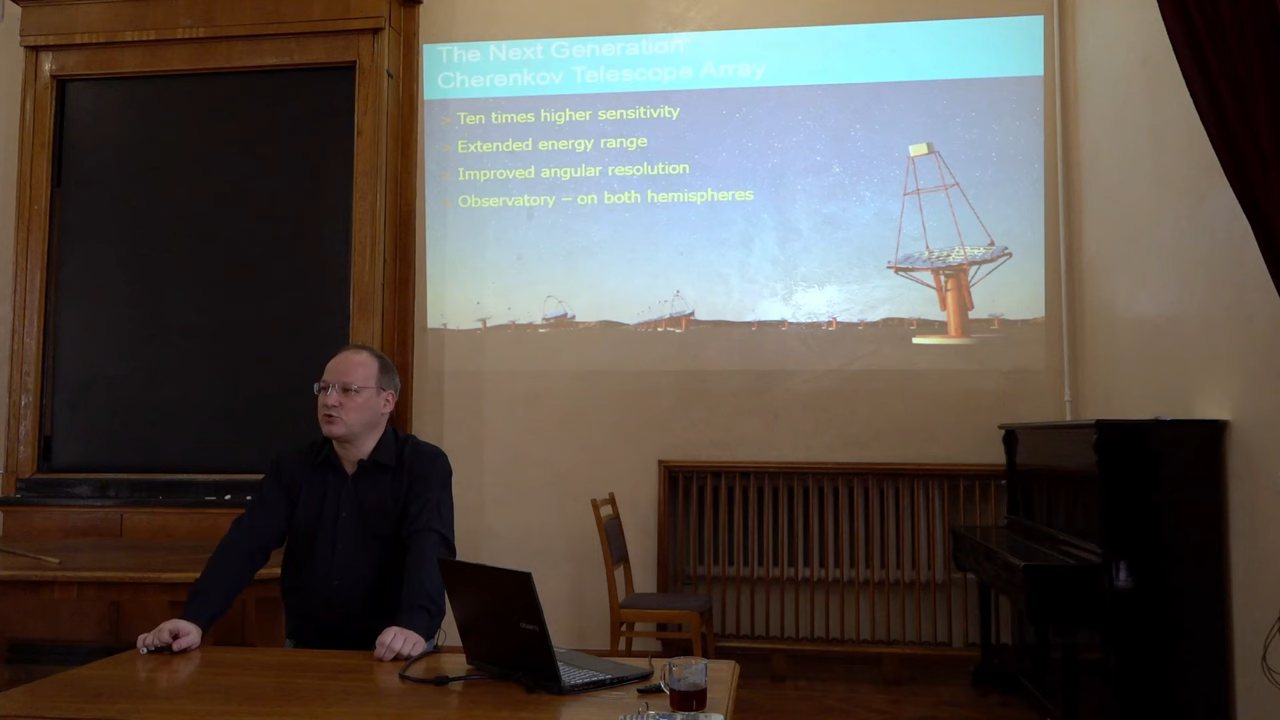 The Next Generation
Cherenkov Telescope Array
> Ten times higher sensitivity
> Extended energy range
> Improved angular resolution
> Observatory – on both hemispheres